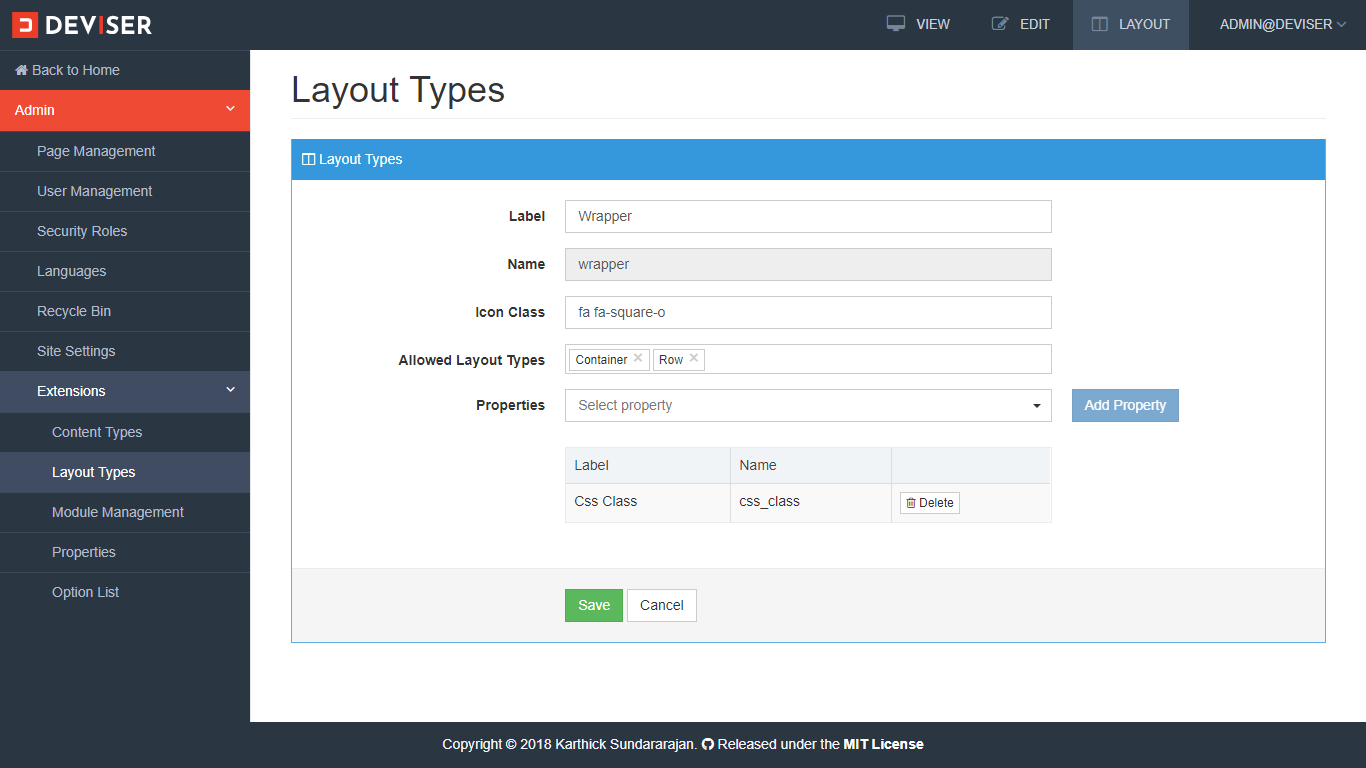 DEVISER
VIEW
EDIT
LAYOUT
ADMIN@DEVISER
Back to Home
Admin
Page Management
User Management
Security Roles
Languages
Recycle Bin
Site Settings
Extensions
Content Types
Layout Types
Module Management
Properties
Option List
Layout Types
Layout Types
Label Wrapper
Name wrapper
Icon Class fa fa-square-o
Allowed Layout Types Container Row
Properties Select property Add Property
Label Name
Css Class css_class Delete
Save Cancel
Copyright © 2018 Karthick Sundararajan. Released under the MIT License